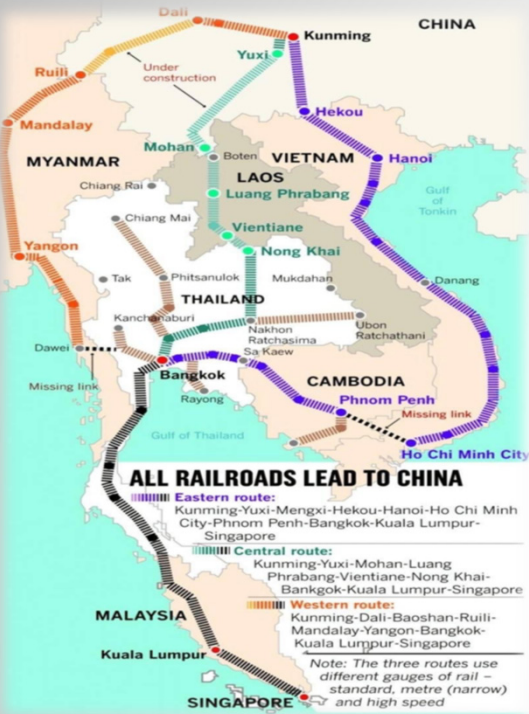 Dali
CHINA
Kunming
Yuxi
Under
construction
Ruili
Hekou
Mandalay
Mohan
Boten
VIETNAM
Hanoi
MYANMAR
LAOS
Chiang Rai
Luang Phrabang
Gulf
of
Tonkin
Chiang Mai
Vientiane
Yangon
Nong Khai
Tak
Phitsanulok
Mukdahan
Danang
THAILAND
Kanchanaburi
Nakhon
Ratchasima
Ubon
Ratchathani
Dawei
Sa Kaew
Bangkok
Missing link
CAMBODIA
Rayong
Phnom Penh
Missing link
Gulf of Thailand
Ho Chi Minh City
ALL RAILROADS LEAD TO CHINA
Eastern route:
Kunming-Yuxi-Mengxi-Hekou-Hanoi-Ho Chi Minh
City-Phnom Penh-Bangkok-Kuala Lumpur-
Singapore
Central route:
Kunming-Yuxi-Mohan-Luang
Phrabang-Vientiane-Nong Khai-
Bankgok-Kuala Lumpur-Singapore
Western route:
Kunming-Dali-Baoshan-Ruili-
Mandalay-Yangon-Bangkok-
Kuala Lumpur-Singapore
MALAYSIA
Kuala Lumpur
Note: The three routes use
different gauges of rail –
standard, metre (narrow)
and high speed
SINGAPORE